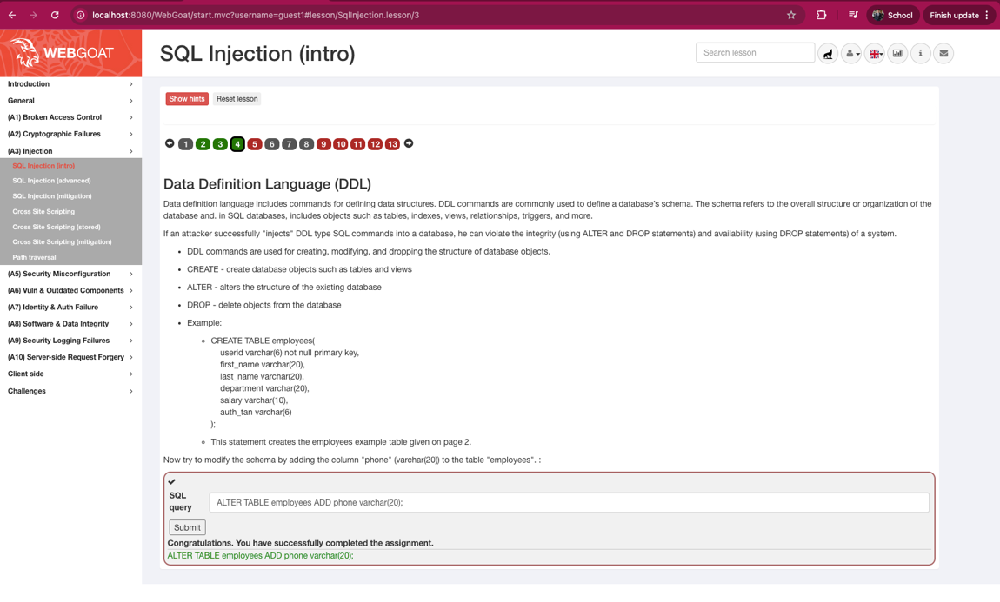 localhost:8080/WebGoat/start.mvc?username=guest1#lesson/SqlInjection.lesson/3
School
Finish update
WEBGOAT
SQL Injection (intro)
Search lesson
Introduction
General
(A1) Broken Access Control
(A2) Cryptographic Failures
(A3) Injection
SQL Injection (intro)
SQL Injection (advanced)
SQL Injection (mitigation)
Cross Site Scripting
Cross Site Scripting (stored)
Cross Site Scripting (mitigation)
Path traversal
(A5) Security Misconfiguration
(A6) Vuln & Outdated Components
(A7) Identity & Auth Failure
(A8) Software & Data Integrity
(A9) Security Logging Failures
(A10) Server-side Request Forgery
Client side
Challenges
Show hints Reset lesson
1 2 3 4 5 6 7 8 9 10 11 12 13
Data Definition Language (DDL)
Data definition language includes commands for defining data structures. DDL commands are commonly used to define a database's schema. The schema refers to the overall structure or organization of the
database and. in SQL databases, includes objects such as tables, indexes, views, relationships, triggers, and more.
If an attacker successfully "injects" DDL type SQL commands into a database, he can violate the integrity (using ALTER and DROP statements) and availability (using DROP statements) of a system.
• DDL commands are used for creating, modifying, and dropping the structure of database objects.
• CREATE - create database objects such as tables and views
• ALTER - alters the structure of the existing database
• DROP - delete objects from the database
• Example:
◦ CREATE TABLE employees(
userid varchar(6) not null primary key,
first_name varchar(20),
last_name varchar(20),
department varchar(20),
salary varchar(10),
auth_tan varchar(6)
);
◦ This statement creates the employees example table given on page 2.
Now try to modify the schema by adding the column "phone" (varchar(20)) to the table "employees". :
✔
SQL
query
ALTER TABLE employees ADD phone varchar(20);
Submit
Congratulations. You have successfully completed the assignment.
ALTER TABLE employees ADD phone varchar(20);